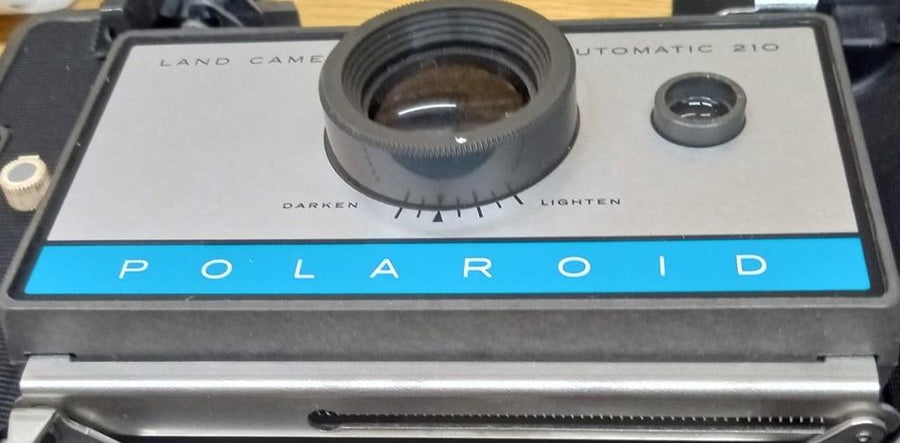 LAND CAME
UTOMATIC 210
DARKEN
LIGHTEN
POLAROID